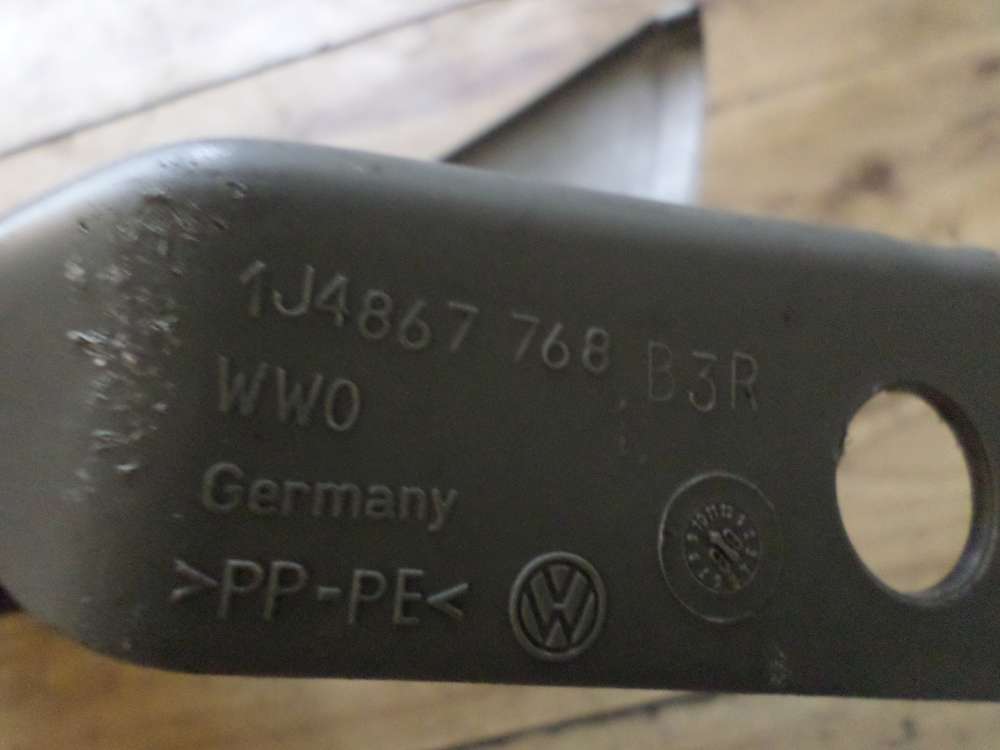 1J4867 768 B3R
WW0
Germany
>PP-PE<